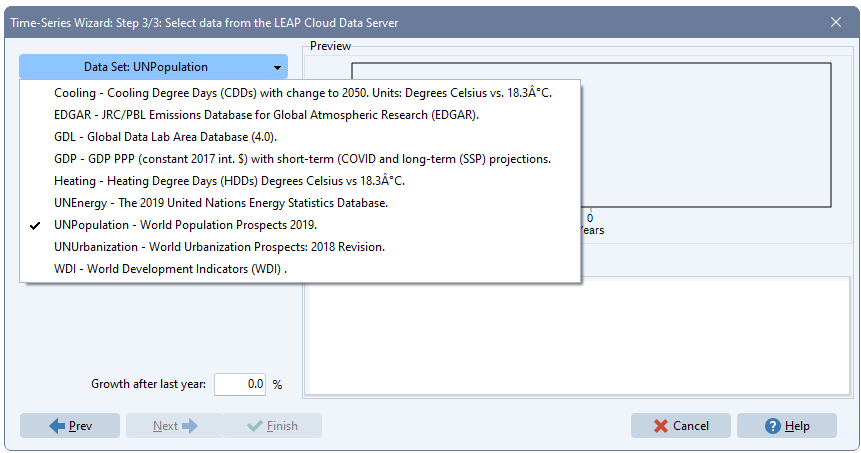 Time-Series Wizard: Step 3/3: Select data from the LEAP Cloud Data Server
Preview
Data Set: UNPopulation
Cooling - Cooling Degree Days (CDDs) with change to 2050. Units: Degrees Celsius vs. 18.3Â°C.
EDGAR - JRC/PBL Emissions Database for Global Atmospheric Research (EDGAR).
GDL - Global Data Lab Area Database (4.0).
GDP - GDP PPP (constant 2017 int. $) with short-term (COVID and long-term (SSP) projections.
Heating - Heating Degree Days (HDDs) Degrees Celsius vs 18.3Â°C.
UNEnergy - The 2019 United Nations Energy Statistics Database.
UNPopulation - World Population Prospects 2019.
UNUrbanization - World Urbanization Prospects: 2018 Revision.
WDI - World Development Indicators (WDI) .
0
Years
Growth after last year: 0.0 %
Prev
Next
Finish
Cancel
Help